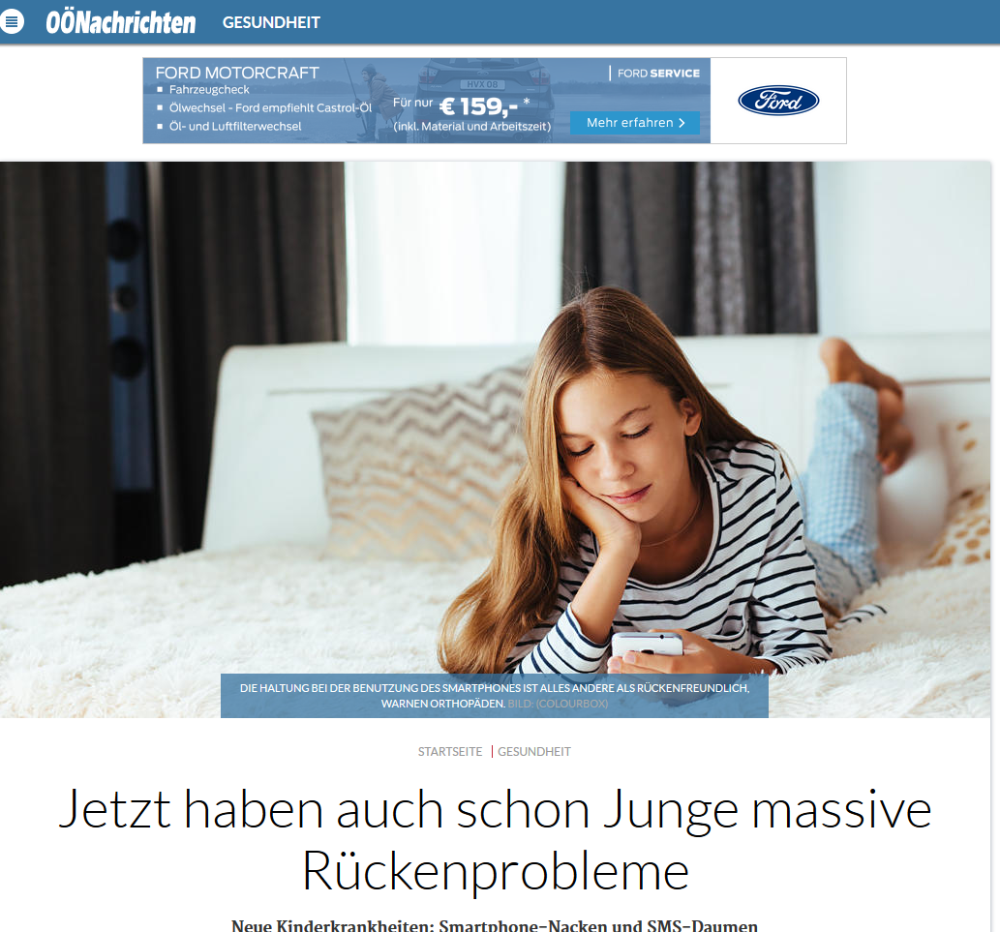 OÖNachrichten GESUNDHEIT
FORD MOTORCRAFT
Fahrzeugcheck
Ölwechsel - Ford empfiehlt Castrol-Öl
Öl- und Luftfilterwechsel
Für nur € 159,- *
(inkl. Material und Arbeitszeit)
HVX 08
FORD SERVICE
Mehr erfahren
Ford
DIE HALTUNG BEI DER BENUTZUNG DES SMARTPHONES IST ALLES ANDERE ALS RÜCKENFREUNDLICH,
WARNEN ORTHOPÄDEN. BILD: (COLOURBOX)
STARTSEITE | GESUNDHEIT
Jetzt haben auch schon Junge massive
Rückenprobleme
Neue Kinderkrankheiten: Smartphone-Nacken und SMS-Daumen